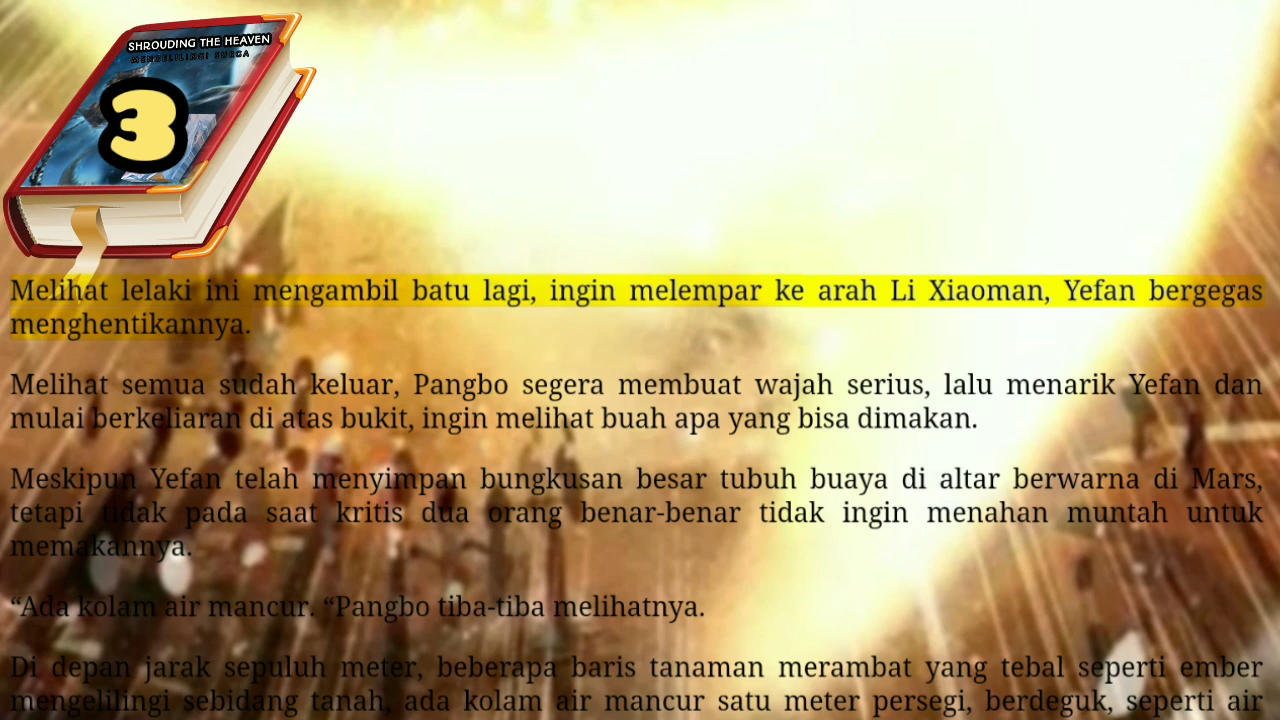 SHROUDING THE HEAVEN
MENGELILINGI SURGA
3
Melihat lelaki ini mengambil batu lagi, ingin melempar ke arah Li Xiaoman, Yefan bergegas
menghentikannya.
Melihat semua sudah keluar, Pangbo segera membuat wajah serius, lalu menarik Yefan dan
mulai berkeliaran di atas bukit, ingin melihat buah apa yang bisa dimakan.
Meskipun Yefan telah menyimpan bungkusan besar tubuh buaya di altar berwarna di Mars,
tetapi tidak pada saat kritis dua orang benar-benar tidak ingin menahan muntah untuk
memakannya.
“Ada kolam air mancur. “Pangbo tiba-tiba melihatnya.
Di depan jarak sepuluh meter, beberapa baris tanaman merambat yang tebal seperti ember
mengelilingi sebidang tanah, ada kolam air mancur satu meter persegi, berdeguk, seperti air